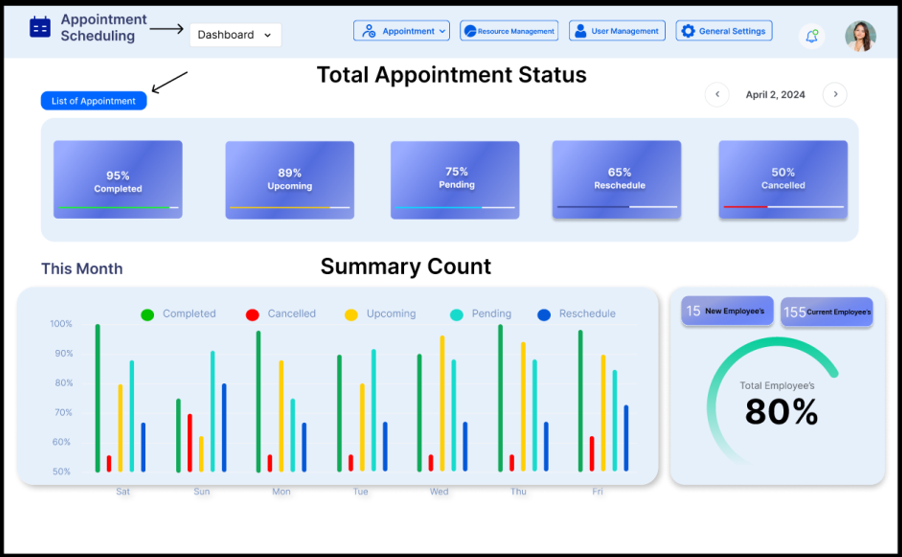 Appointment
Scheduling
Dashboard
Appointment
Resource Management
User Management
General Settings
Total Appointment Status
List of Appointment
April 2, 2024
95%
Completed
89%
Upcoming
75%
Pending
65%
Reschedule
50%
Cancelled
This Month
Summary Count
Completed
Cancelled
Upcoming
Pending
Reschedule
100%
90%
80%
70%
60%
50%
Sat
Sun
Mon
Tue
Wed
Thu
Fri
15 New Employee's
155 Current Employee's
Total Employee's
80%